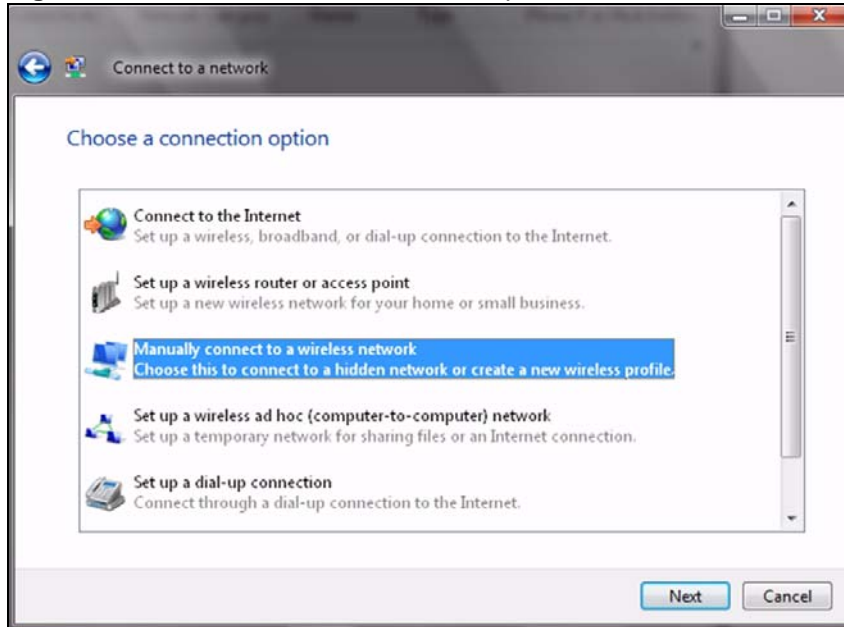 Connect to a network
Choose a connection option
Connect to the Internet
Set up a wireless, broadband, or dial-up connection to the Internet.
Set up a wireless router or access point
Set up a new wireless network for your home or small business.
Manually connect to a wireless network
Choose this to connect to a hidden network or create a new wireless profile.
Set up a wireless ad hoc (computer-to-computer) network
Set up a temporary network for sharing files or an Internet connection.
Set up a dial-up connection
Connect through a dial-up connection to the Internet.
Next
Cancel